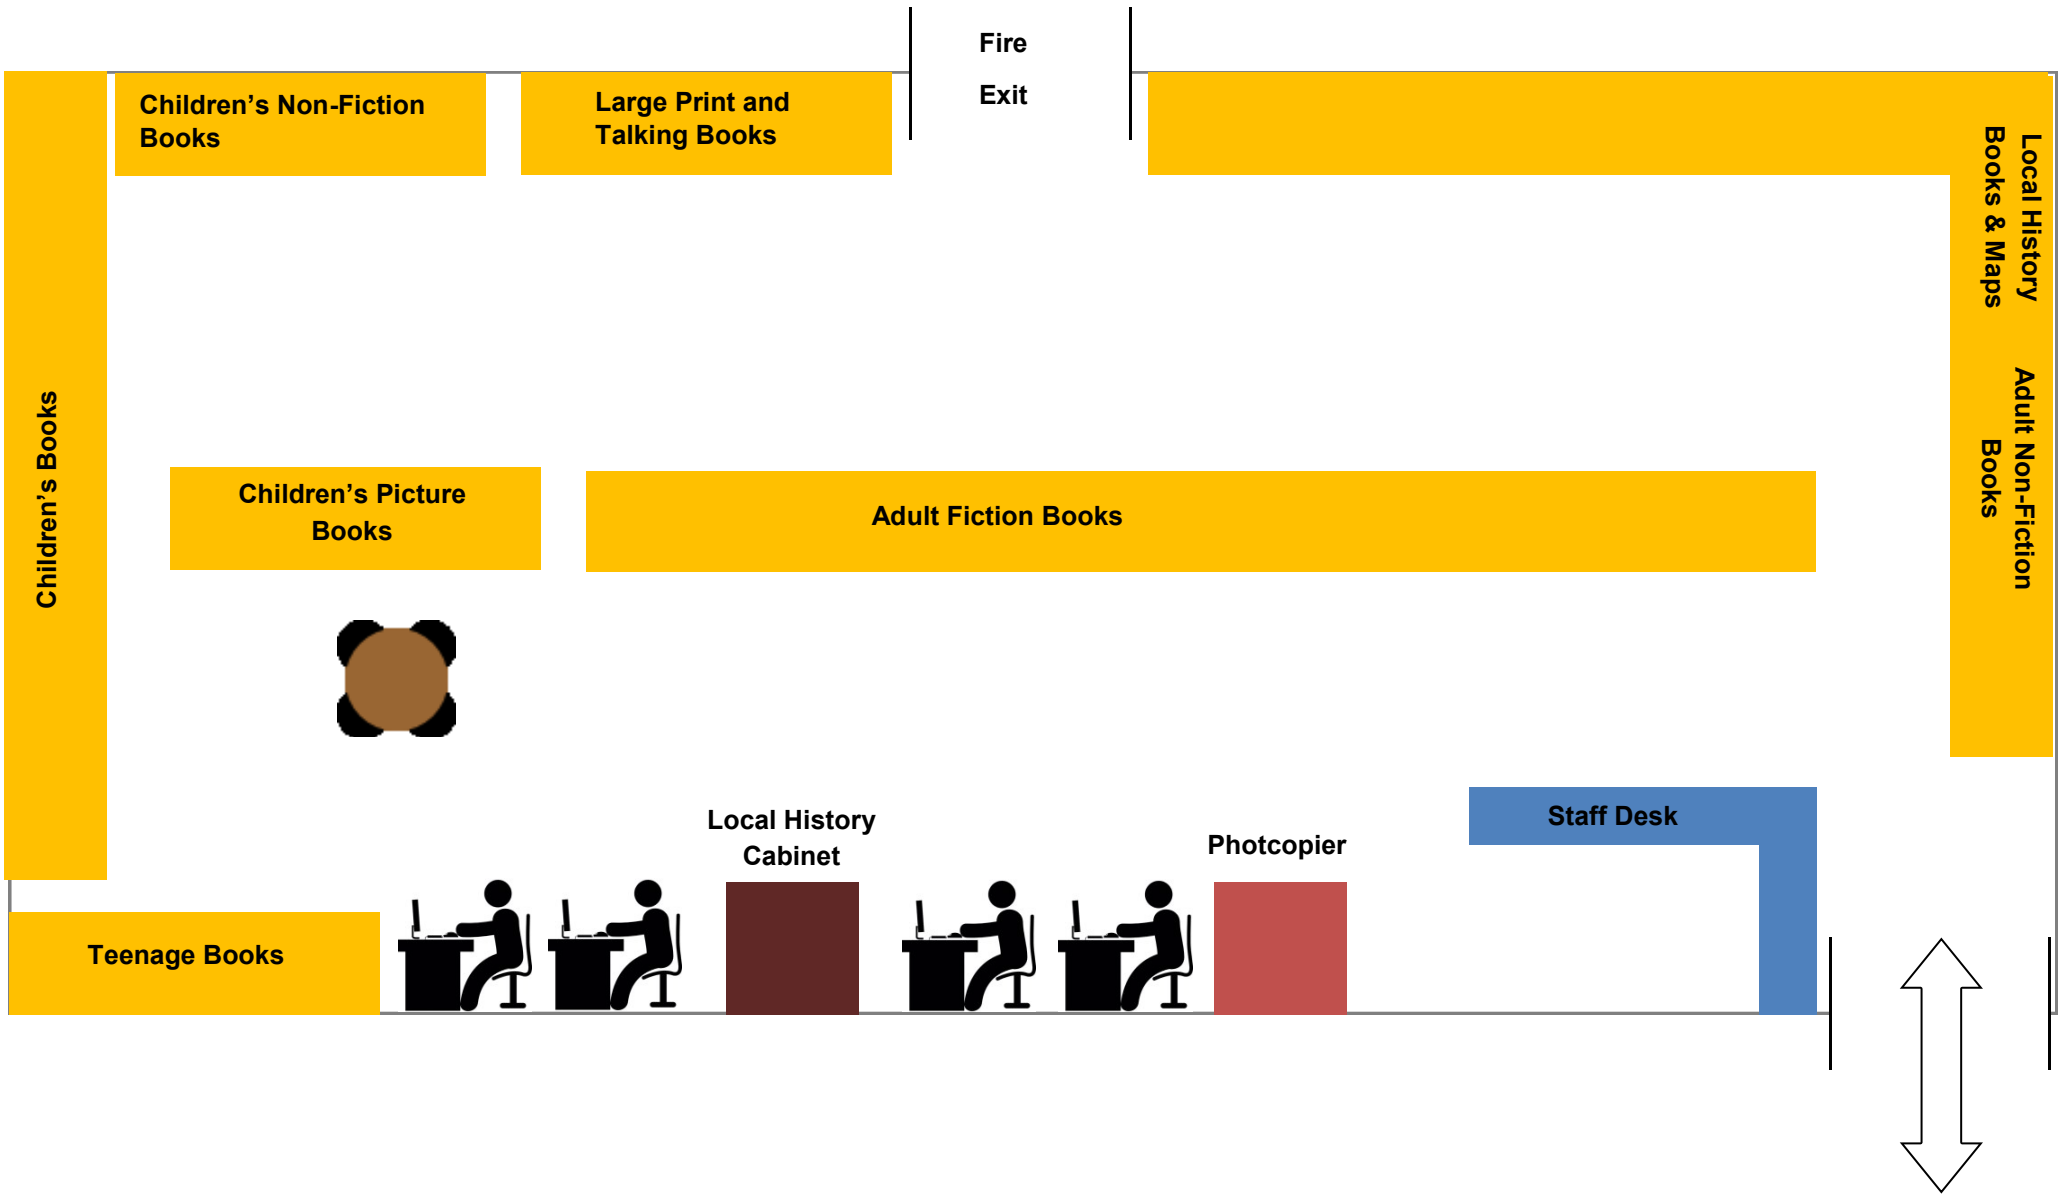 Fire
Exit
Children's Non-Fiction
Books
Large Print and
Talking Books
Local History
Books & Maps
Adult Non-Fiction
Books
Children's Books
Children's Picture
Books
Adult Fiction Books
Local History
Cabinet
Photcopier
Staff Desk
Teenage Books